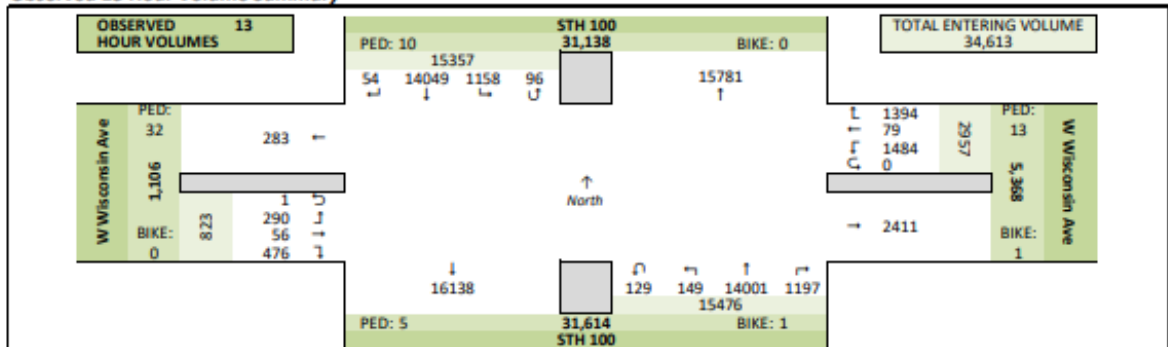 OBSERVED 13
HOUR VOLUMES
STH 100
PED: 10 31,138 BIKE: 0
15357
54 14049 1158 96
15781
TOTAL ENTERING VOLUME
34,613
W Wisconsin Ave
PED:
32
1,106
BIKE:
0
283
823
1
290
56
476
North
1394
79
1484
0
2957
2411
PED:
13
5,368
BIKE:
1
W Wisconsin Ave
16138
129 149 14001 1197
15476
PED: 5 31,614 BIKE: 1
STH 100